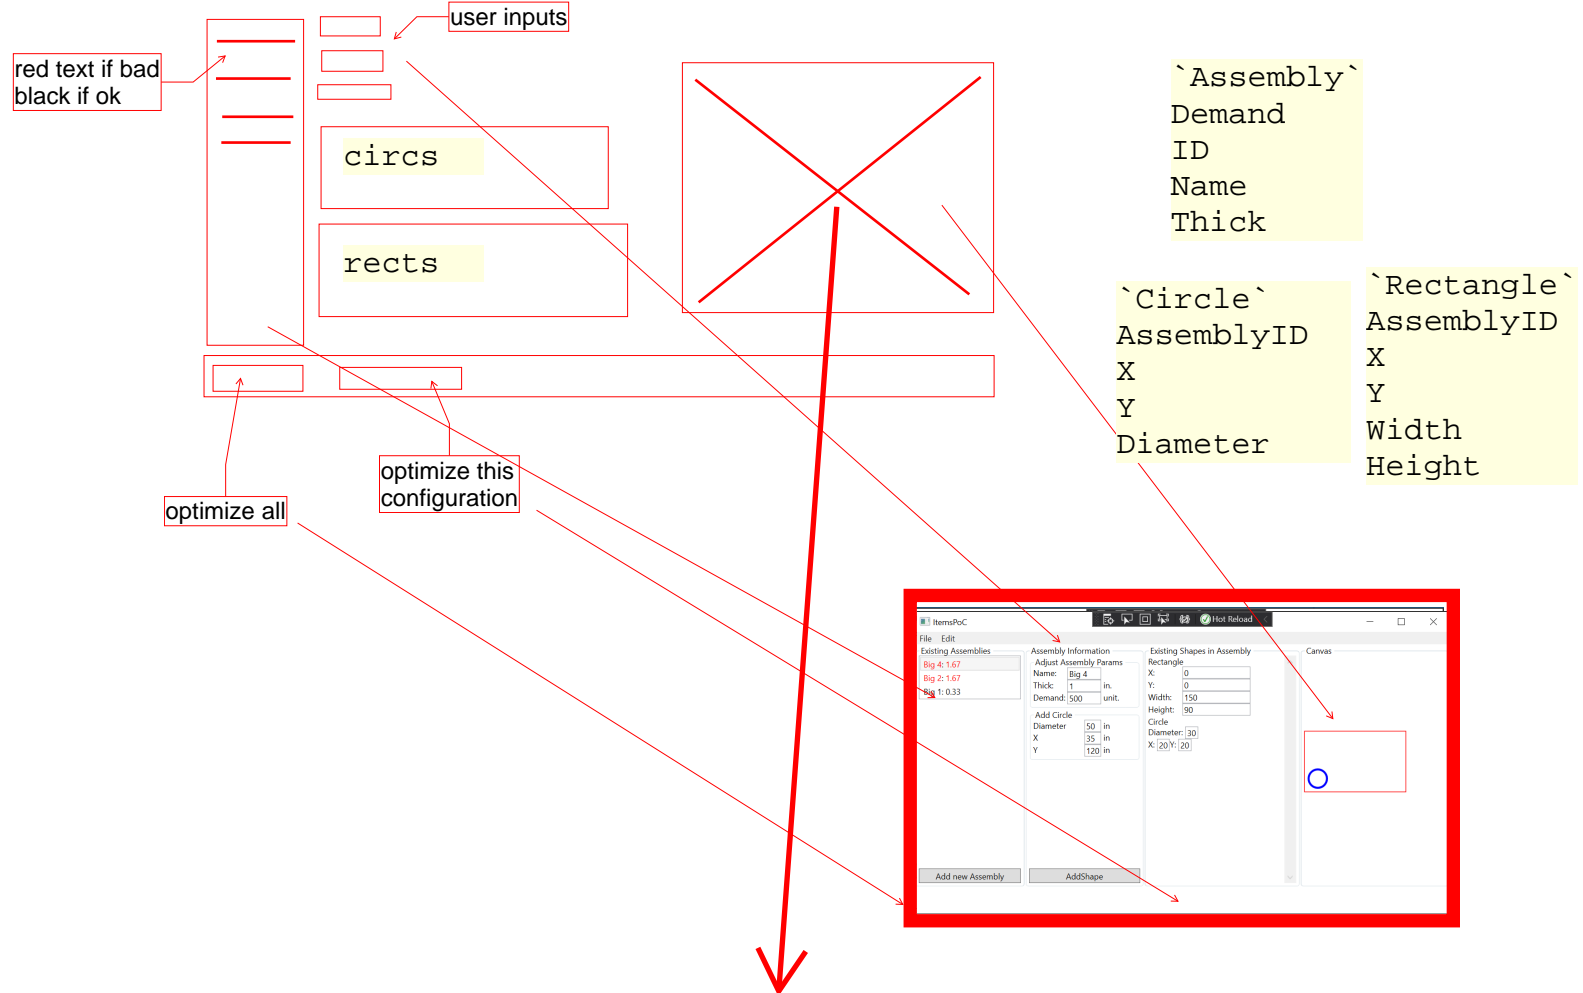 user inputs
red text if bad
black if ok
circs
rects
optimize this
configuration
optimize all
`Assembly`
Demand
ID
Name
Thick
`Circle`
AssemblyID
X
Y
Diameter
`Rectangle`
AssemblyID
X
Y
Width
Height
ItemsPoC
Hot Reload
File Edit
Existing Assemblies
Big 4: 1.67
Big 2: 1.67
Big 1: 0.33
Add new Assembly
Assembly Information
Adjust Assembly Params
Name: Big 4
Thick: 1 in.
Demand: 500 unit.
Add Circle
Diameter 50 in
X 35 in
Y 120 in
AddShape
Existing Shapes in Assembly
Rectangle
X: 0
Y: 0
Width: 150
Height: 90
Circle
Diameter: 30
X: 20 Y: 20
Canvas